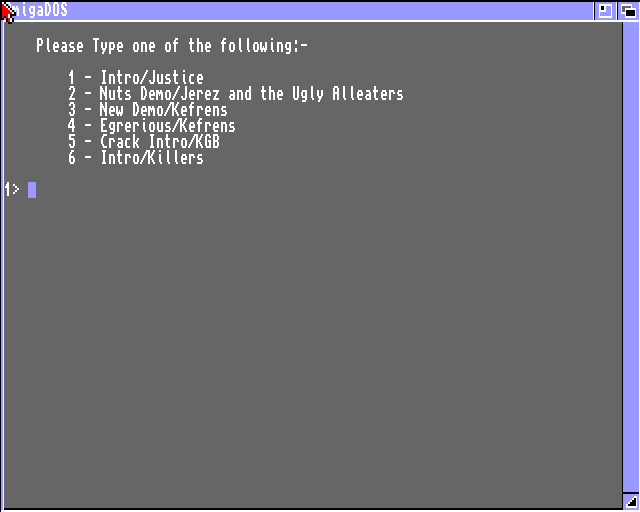 migaDOS
Please Type one of the following:-
1 - Intro/Justice
2 - Nuts Demo/Jerez and the Ugly Alleaters
3 - New Demo/Kefrens
4 - Egrerious/Kefrens
5 - Crack Intro/KGB
6 - Intro/Killers
1>